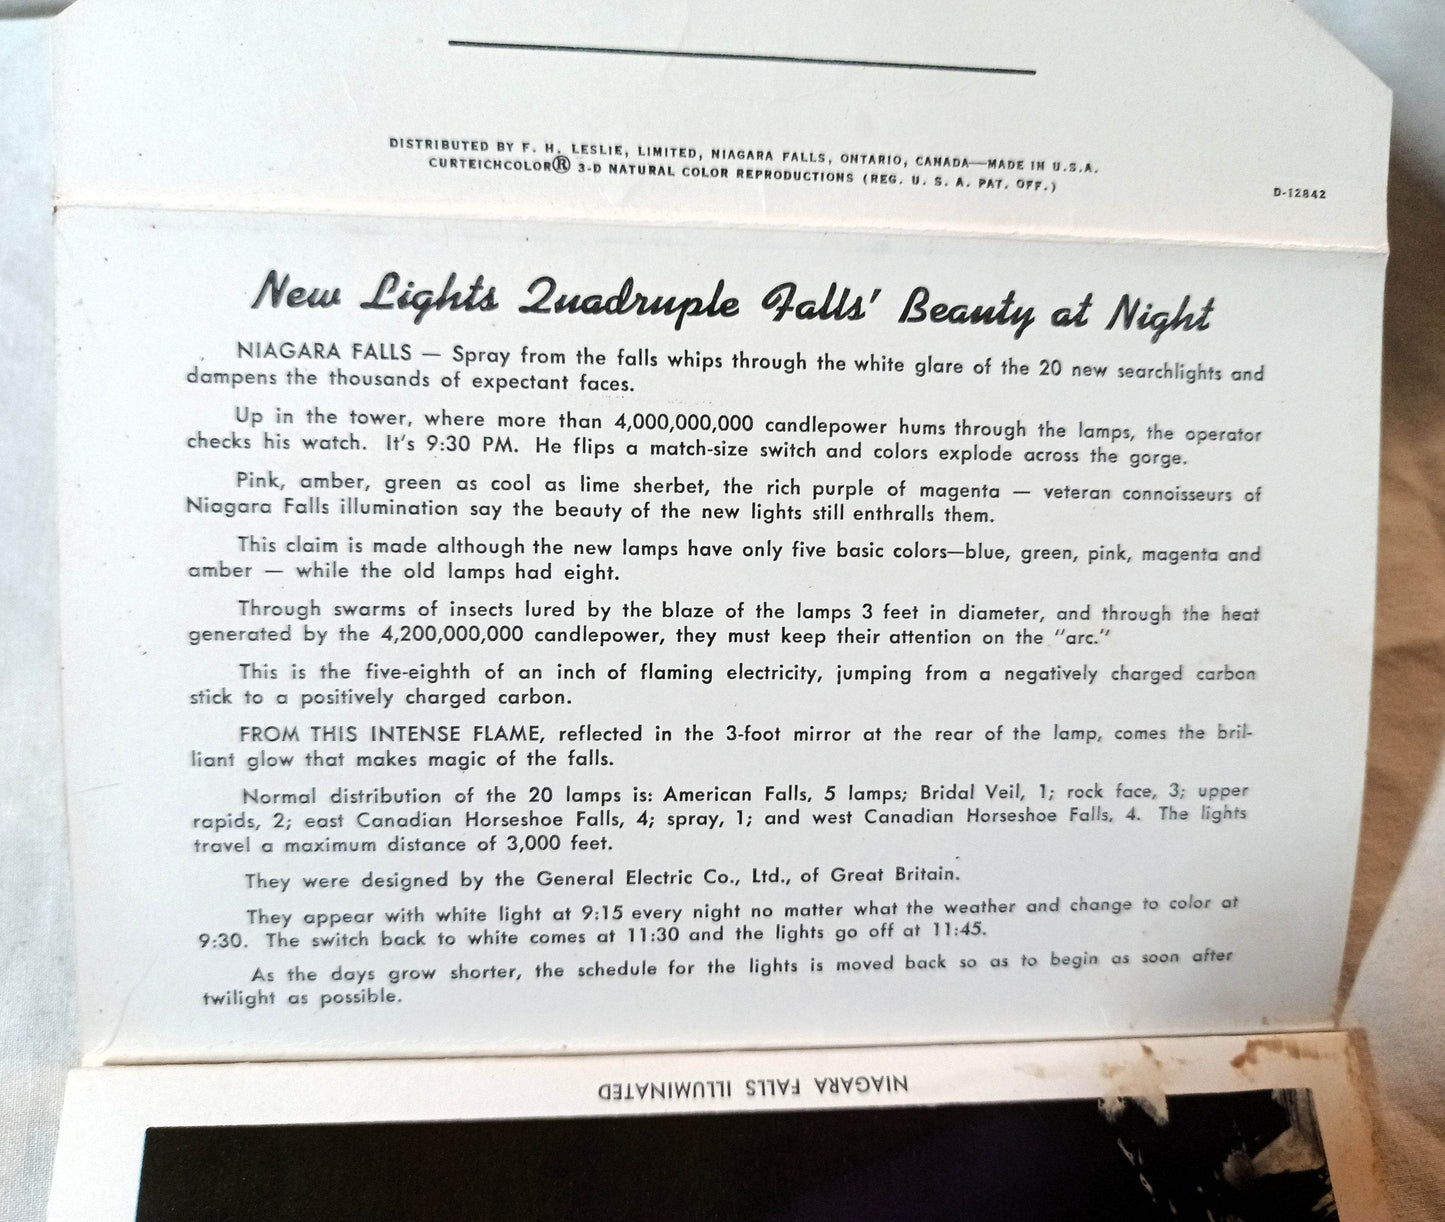 DISTRIBUTED BY F. H. LESLIE, LIMITED, NIAGARA FALLS, ONTARIO, CANADA—MADE IN U.S.A.
CURTEICHCOLOR® 3-D NATURAL COLOR REPRODUCTIONS (REG. U. S. A. PAT. OFF.)
D-12842
New Lights Quadruple Falls' Beauty at Night
NIAGARA FALLS — Spray from the falls whips through the white glare of the 20 new searchlights and
dampens the thousands of expectant faces.
Up in the tower, where more than 4,000,000,000 candlepower hums through the lamps, the operator
checks his watch. It's 9:30 PM. He flips a match-size switch and colors explode across the gorge.
Pink, amber, green as cool as lime sherbet, the rich purple of magenta — veteran connoisseurs of
Niagara Falls illumination say the beauty of the new lights still enthralls them.
This claim is made although the new lamps have only five basic colors—blue, green, pink, magenta and
amber — while the old lamps had eight.
Through swarms of insects lured by the blaze of the lamps 3 feet in diameter, and through the heat
generated by the 4,200,000,000 candlepower, they must keep their attention on the "arc."
This is the five-eighth of an inch of flaming electricity, jumping from a negatively charged carbon
stick to a positively charged carbon.
FROM THIS INTENSE FLAME, reflected in the 3-foot mirror at the rear of the lamp, comes the bril-
liant glow that makes magic of the falls.
Normal distribution of the 20 lamps is: American Falls, 5 lamps; Bridal Veil, 1; rock face, 3; upper
rapids, 2; east Canadian Horseshoe Falls, 4; spray, 1; and west Canadian Horseshoe Falls, 4. The lights
travel a maximum distance of 3,000 feet.
They were designed by the General Electric Co., Ltd., of Great Britain.
They appear with white light at 9:15 every night no matter what the weather and change to color at
9:30. The switch back to white comes at 11:30 and the lights go off at 11:45.
As the days grow shorter, the schedule for the lights is moved back so as to begin as soon after
twilight as possible.
NIAGARA FALLS ILLUMINATED